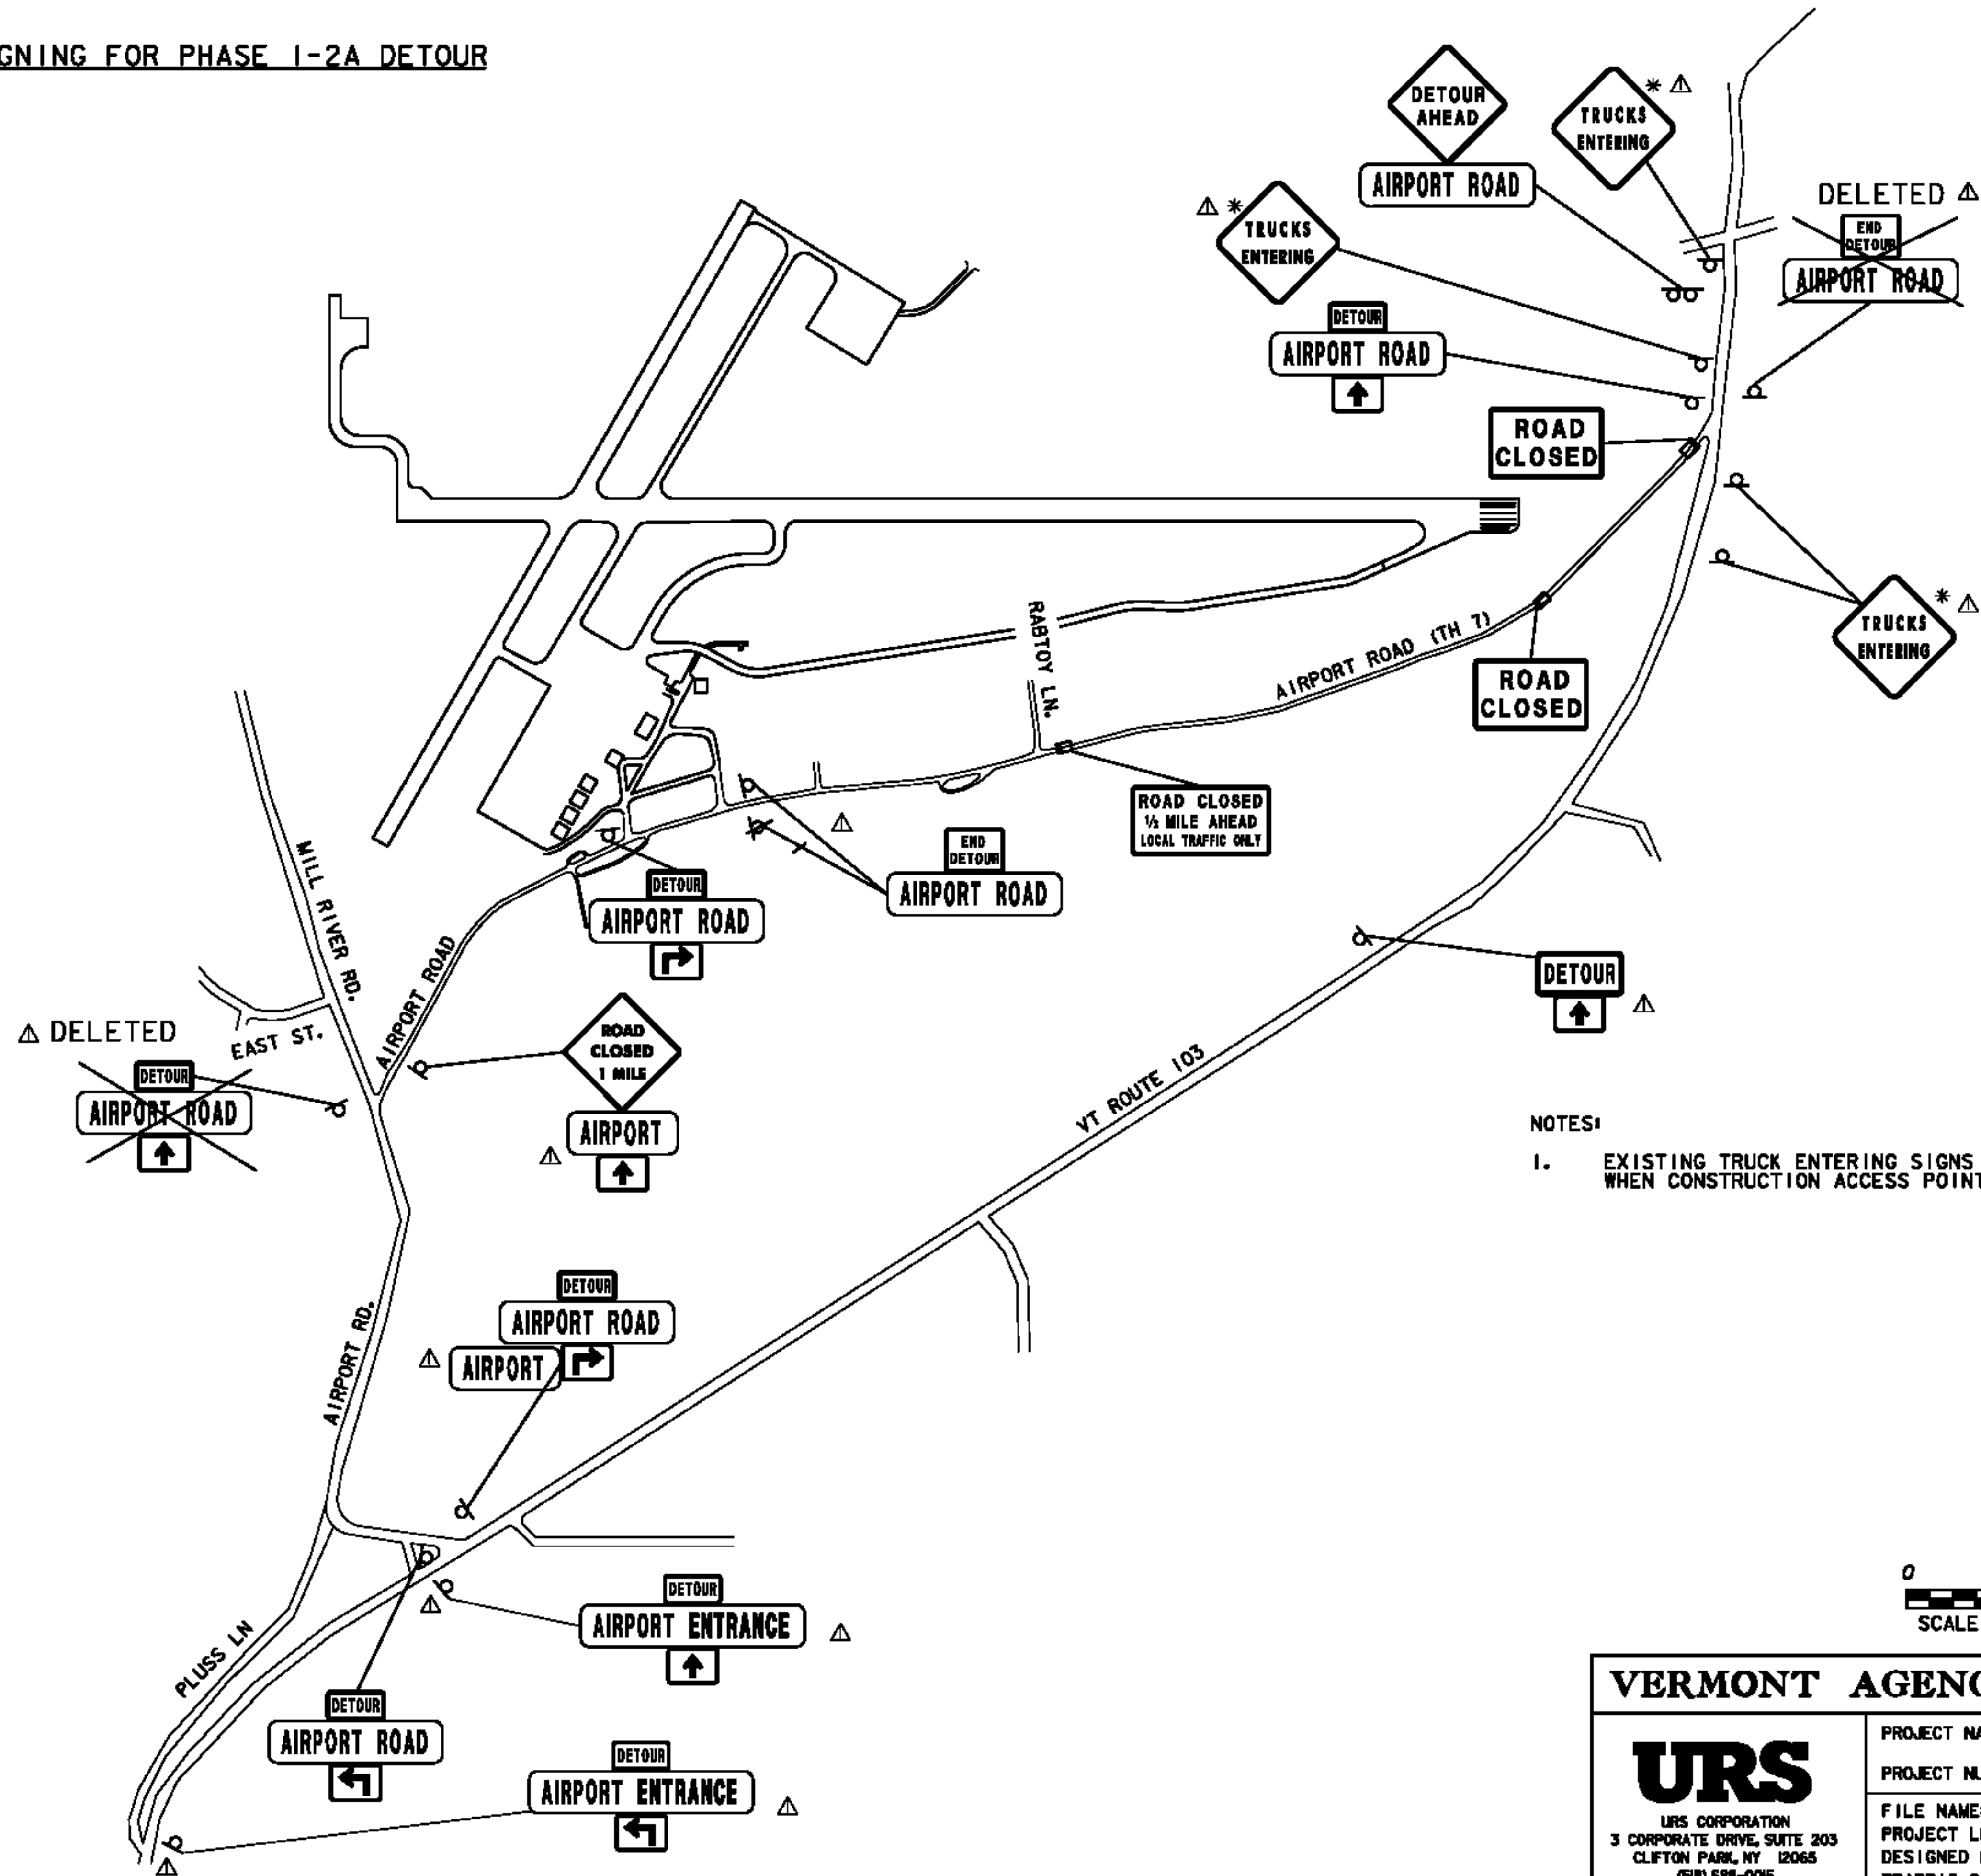 GNING FOR PHASE 1-2A DETOUR
DETOUR
AHEAD
AIRPORT ROAD
*
TRUCKS
ENTERING
*
TRUCKS
ENTERING
DELETED
END
DETOUR
AIRPORT ROAD
DETOUR
AIRPORT ROAD
ROAD
CLOSED
*
TRUCKS
ENTERING
RABTOY LN.
AIRPORT ROAD (TH 7)
ROAD
CLOSED
ROAD CLOSED
1/2 MILE AHEAD
LOCAL TRAFFIC ONLY
END
DETOUR
AIRPORT ROAD
DETOUR
AIRPORT ROAD
MILL RIVER RD.
AIRPORT ROAD
EAST ST.
DELETED
DETOUR
AIRPORT ROAD
ROAD
CLOSED
1 MILE
AIRPORT
DETOUR
VT ROUTE 103
NOTES:
1. EXISTING TRUCK ENTERING SIGNS
WHEN CONSTRUCTION ACCESS POINT
AIRPORT RD.
DETOUR
AIRPORT ROAD
AIRPORT
DETOUR
AIRPORT ENTRANCE
PLUSS LN
DETOUR
AIRPORT ROAD
DETOUR
AIRPORT ENTRANCE
0
SCALE
VERMONT AGENC
URS
URS CORPORATION
3 CORPORATE DRIVE, SUITE 203
CLIFTON PARK, NY 12065
PROJECT NA
PROJECT NU
FILE NAME:
PROJECT L
DESIGNED